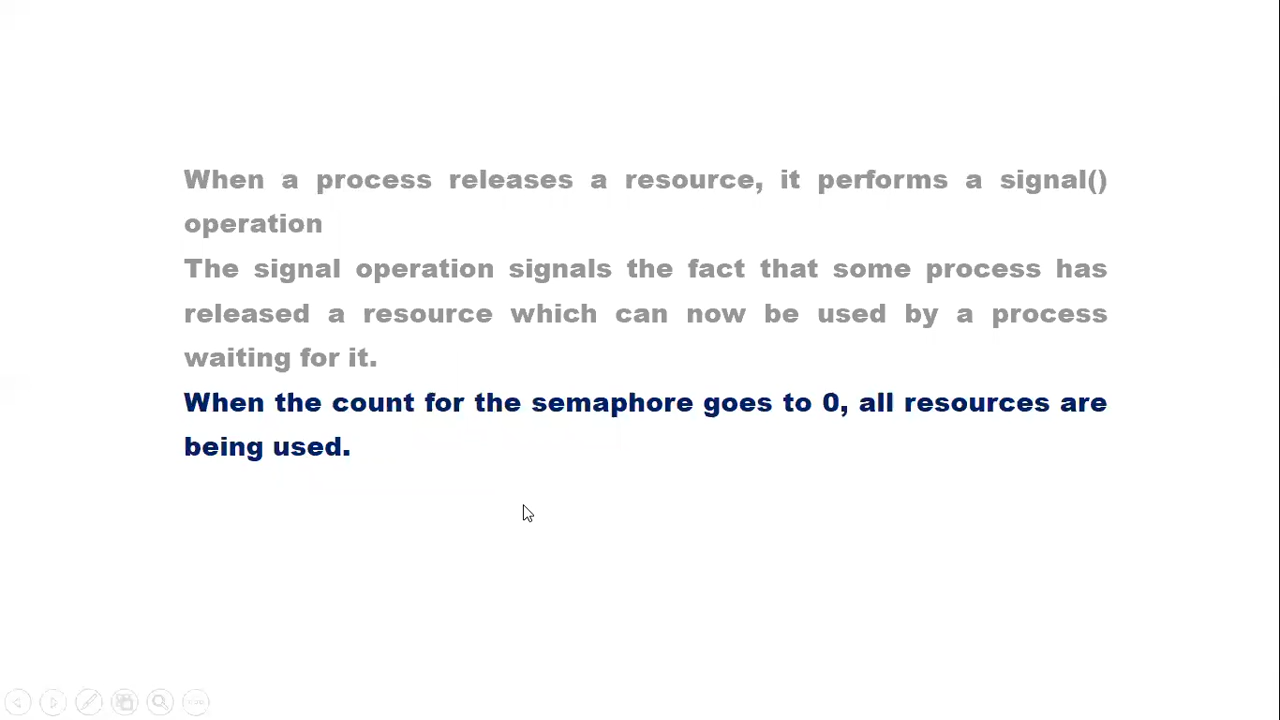 When a process releases a resource, it performs a signal()
operation
The signal operation signals the fact that some process has
released a resource which can now be used by a process
waiting for it.
When the count for the semaphore goes to 0, all resources are
being used.